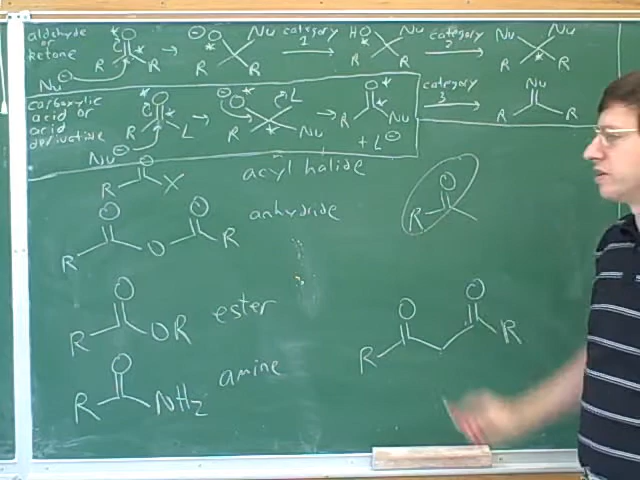 aldehyde or ketone
O
R R
Nu⊖
⊖O Nu
R R
category 1
HO Nu
R R
category 2
Nu Nu
R R
category 3
Nu
R R
carboxylic acid or acid derivative
O
R L
Nu⊖
⊖O L
R Nu
O
R Nu
+ L⊖
O
R X
acyl halide
O
R
O O
R O R
anhydride
O
R OR
ester
O O
R R
O
R NH2
amine